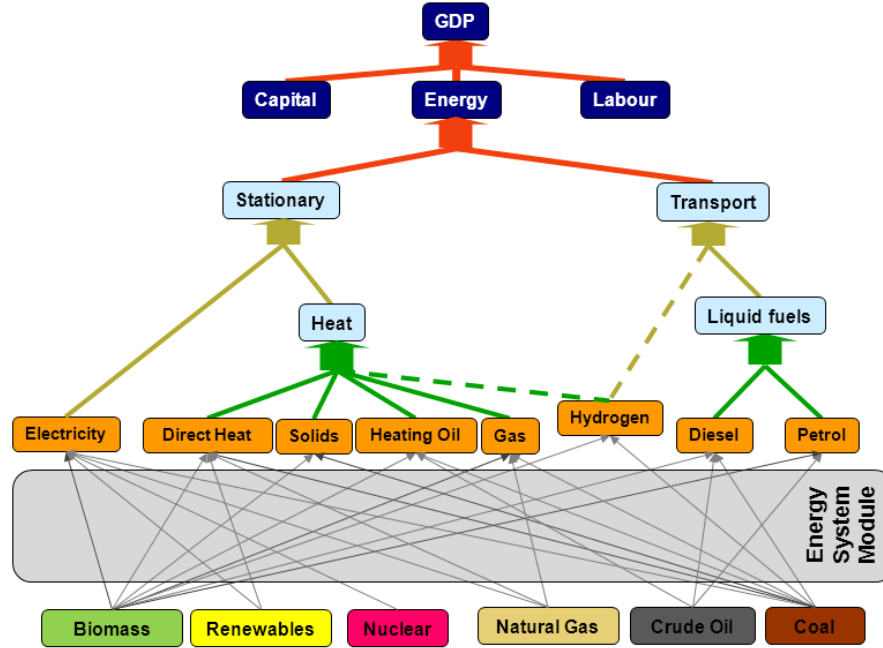 GDP
Capital
Energy
Labour
Stationary
Transport
Heat
Liquid fuels
Electricity
Direct Heat
Solids
Heating Oil
Gas
Hydrogen
Diesel
Petrol
Energy
System
Module
Biomass
Renewables
Nuclear
Natural Gas
Crude Oil
Coal